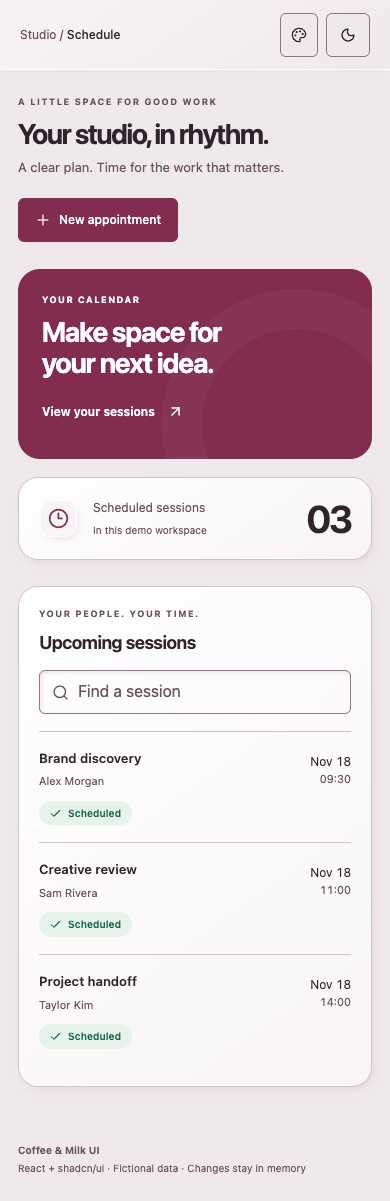 Studio / Schedule
A LITTLE SPACE FOR GOOD WORK
Your studio, in rhythm.
A clear plan. Time for the work that matters.
New appointment
YOUR CALENDAR
Make space for
your next idea.
View your sessions
Scheduled sessions
In this demo workspace
03
YOUR PEOPLE. YOUR TIME.
Upcoming sessions
Find a session
Brand discovery
Nov 18
Alex Morgan
09:30
Scheduled
Creative review
Nov 18
Sam Rivera
11:00
Scheduled
Project handoff
Nov 18
Taylor Kim
14:00
Scheduled
Coffee & Milk UI
React + shadcn/ui · Fictional data · Changes stay in memory